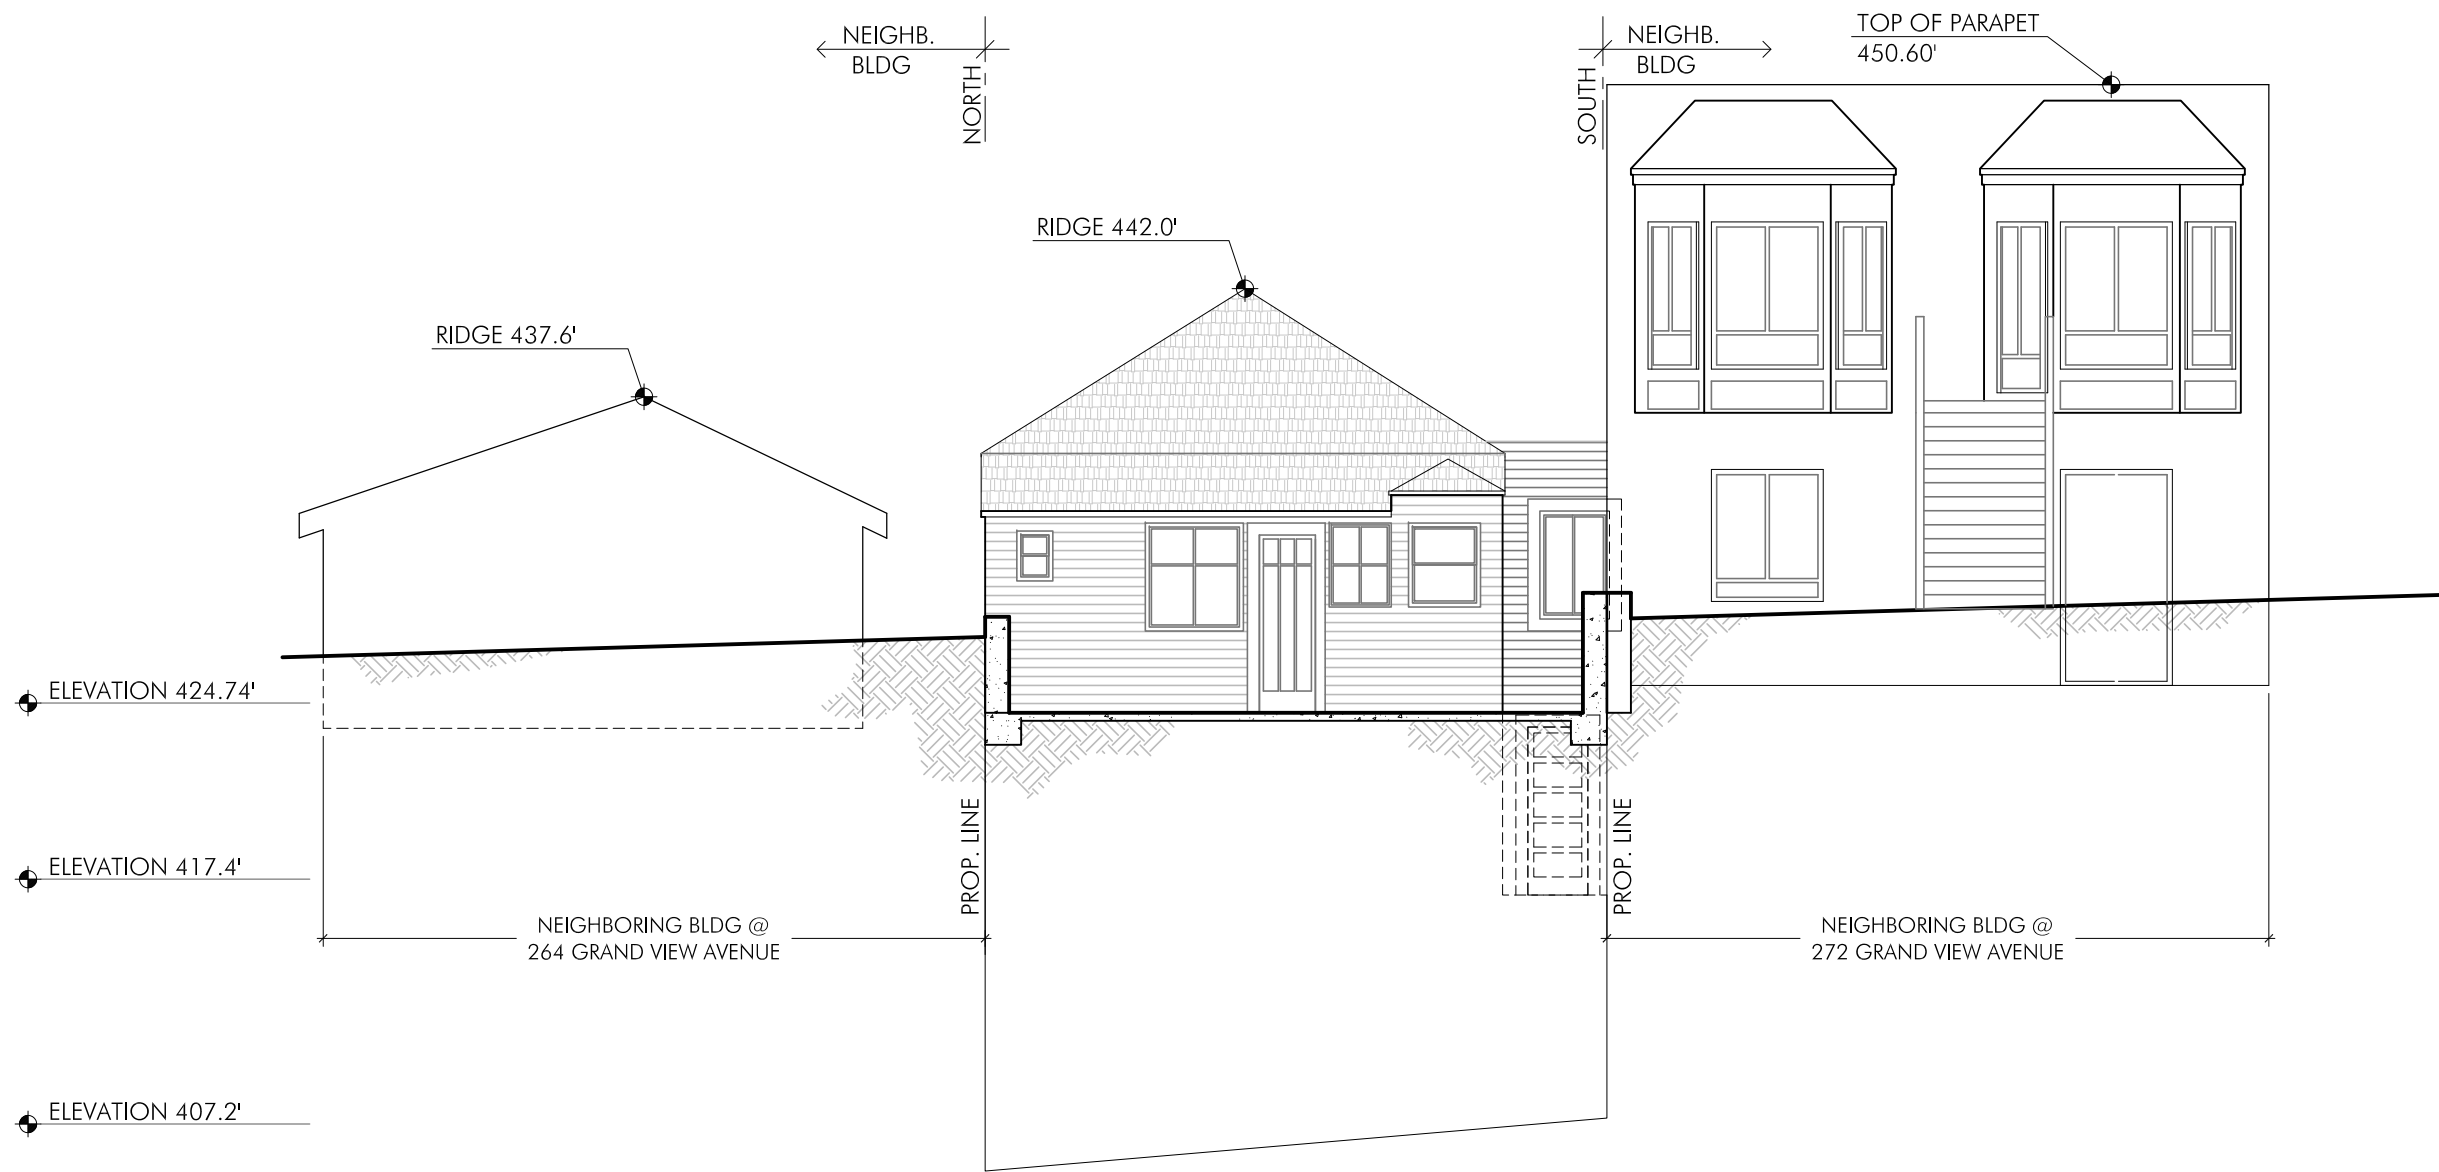 NEIGHB.
BLDG
NORTH
NEIGHB.
BLDG
SOUTH
TOP OF PARAPET
450.60'
RIDGE 442.0'
RIDGE 437.6'
ELEVATION 424.74'
ELEVATION 417.4'
PROP. LINE
PROP. LINE
NEIGHBORING BLDG @
264 GRAND VIEW AVENUE
NEIGHBORING BLDG @
272 GRAND VIEW AVENUE
ELEVATION 407.2'